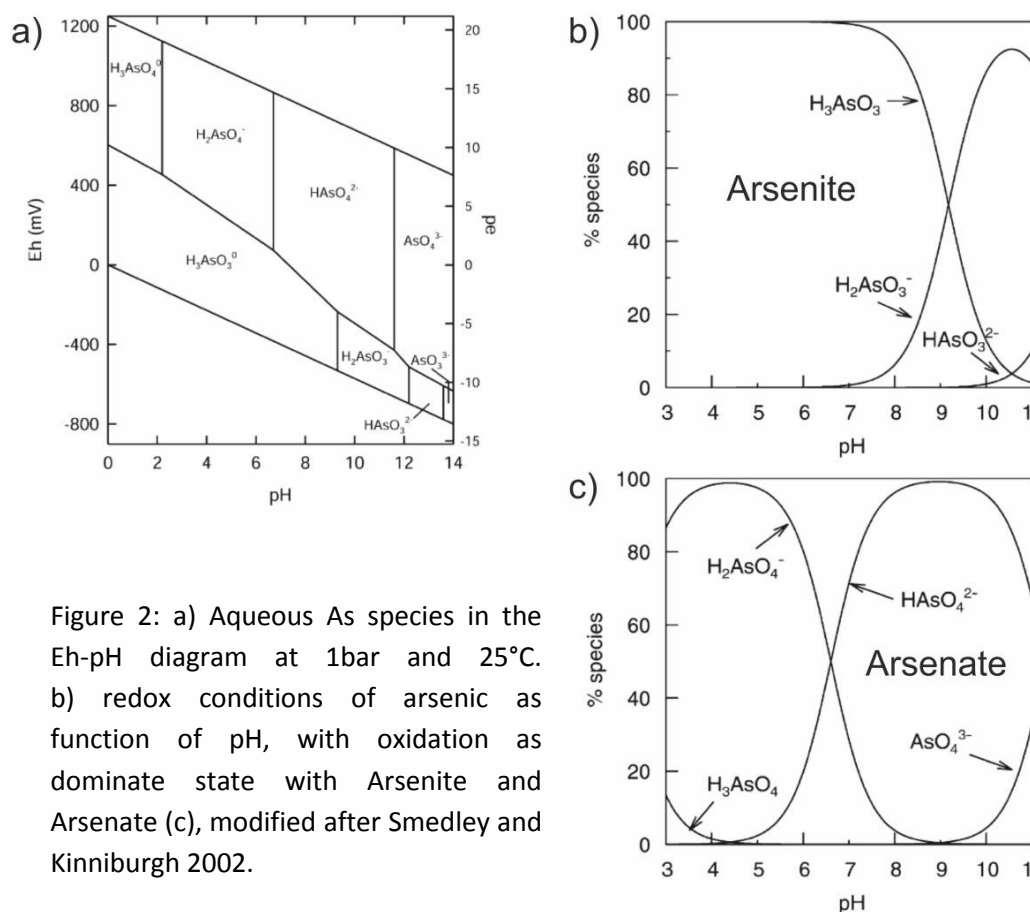 a)
1200
800
400
0
-400
-800
Eh (mV)
20
15
10
5
0
-5
-10
-15
pe
0 2 4 6 8 10 12 14
pH
H₃AsO₄⁰
H₂AsO₄⁻
HAsO₄²⁻
AsO₄³⁻
H₃AsO₃⁰
H₂AsO₃⁻
AsO₃³⁻
HAsO₃²⁻
b)
100
80
60
40
20
0
% species
H₃AsO₃
Arsenite
H₂AsO₃⁻
HAsO₃²⁻
3 4 5 6 7 8 9 10
pH
c)
100
80
60
40
20
0
% species
H₂AsO₄⁻
HAsO₄²⁻
Arsenate
AsO₄³⁻
H₃AsO₄
3 4 5 6 7 8 9 10
pH
Figure 2: a) Aqueous As species in the
Eh-pH diagram at 1bar and 25°C.
b) redox conditions of arsenic as
function of pH, with oxidation as
dominate state with Arsenite and
Arsenate (c), modified after Smedley and
Kinniburgh 2002.